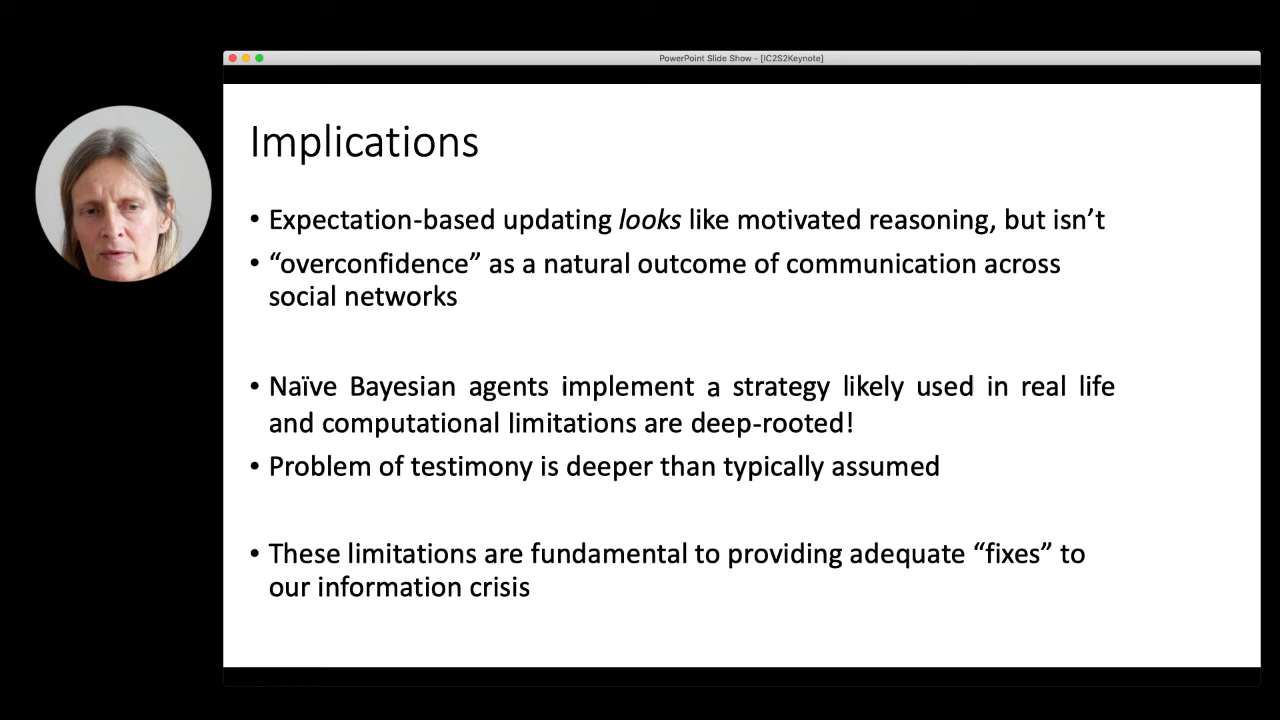 PowerPoint Slide Show - [IC2S2Keynote]
Implications
• Expectation-based updating looks like motivated reasoning, but isn’t
• “overconfidence” as a natural outcome of communication across
social networks
• Naïve Bayesian agents implement a strategy likely used in real life
and computational limitations are deep-rooted!
• Problem of testimony is deeper than typically assumed
• These limitations are fundamental to providing adequate “fixes” to
our information crisis